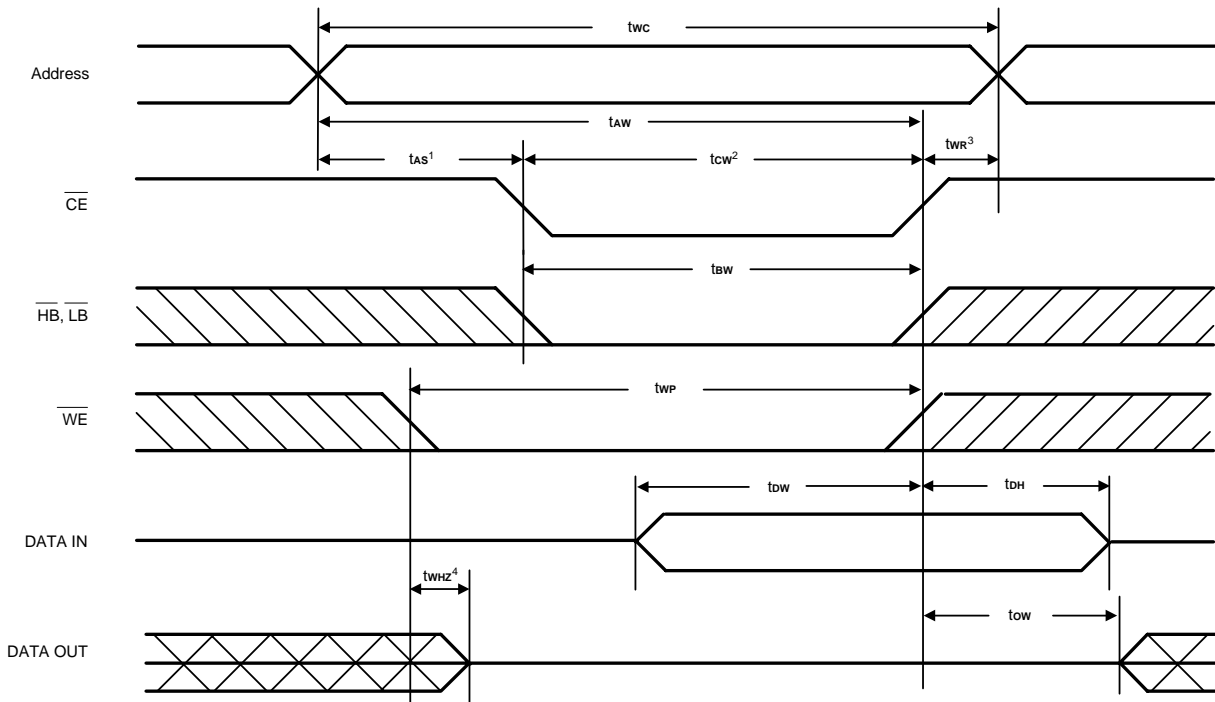 tWC
Address
tAW
tAS¹ tCW² tWR³
CE
tBW
HB, LB
tWP
WE
tDW tDH
DATA IN
tWHZ⁴
tOW
DATA OUT